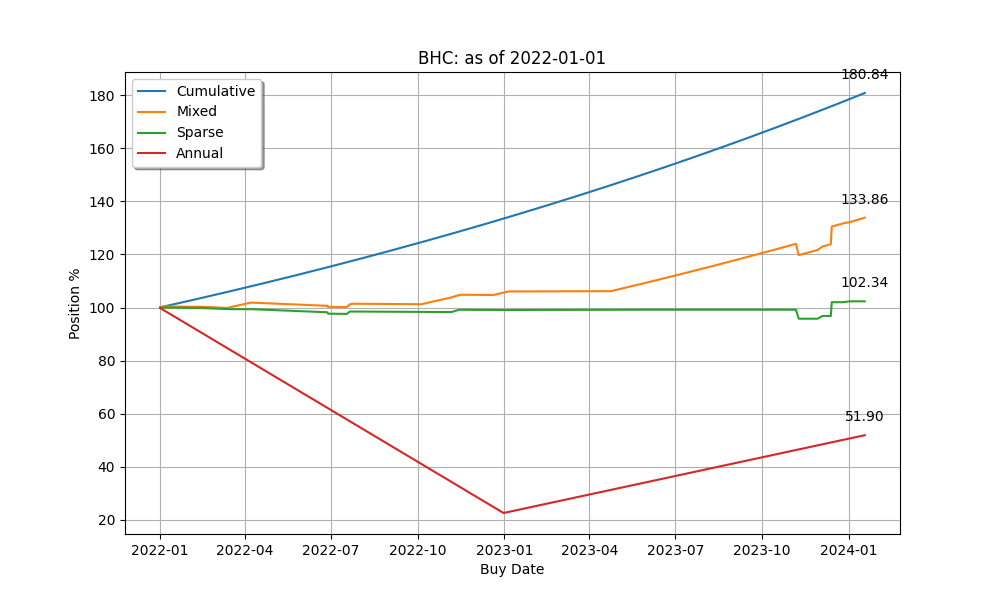 BHC: as of 2022-01-01
Cumulative
Mixed
Sparse
Annual
180.84
133.86
102.34
51.90
Position %
180
160
140
120
100
80
60
40
20
2022-01 2022-04 2022-07 2022-10 2023-01 2023-04 2023-07 2023-10 2024-01
Buy Date